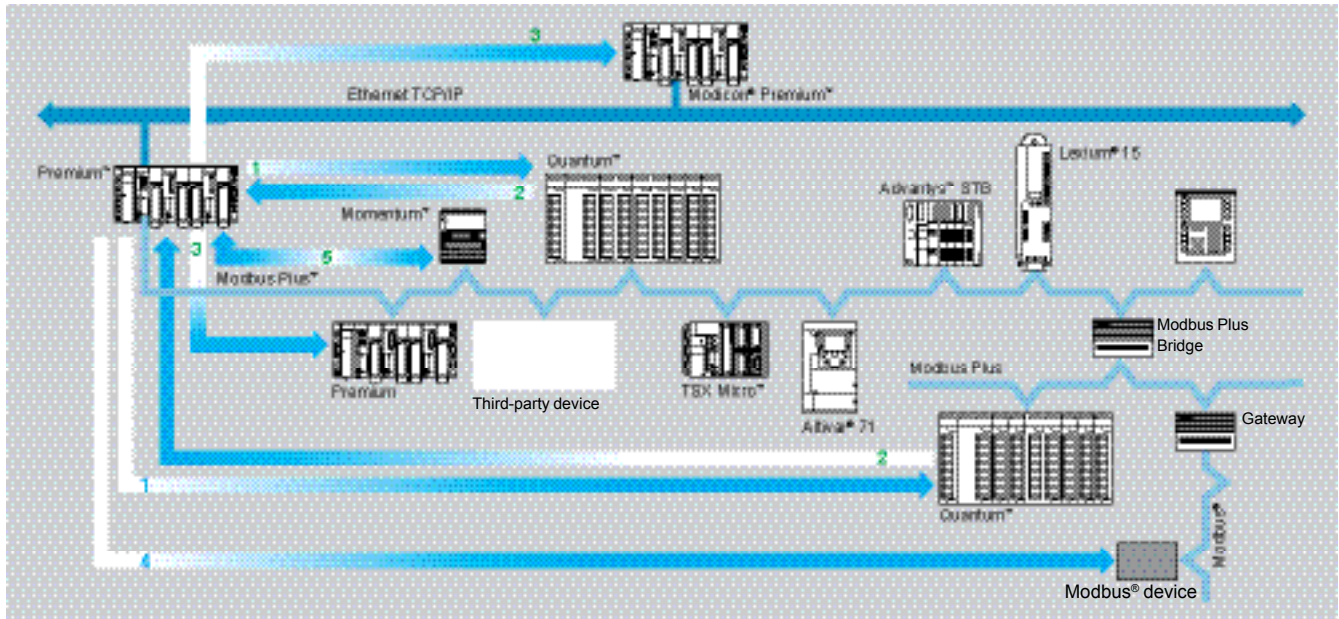 3
Ethernet TCP/IP
Modicon® Premium™
Premium™
1
Quantum™
2
Momentum™
Advantys™ STB
Lexium® 15
3
5
Modbus Plus™
Premium
Third-party device
TSX Micro™
Altivar® 71
Modbus Plus
Bridge
Modbus Plus
Gateway
2
1
Quantum™
Modbus®
4
Modbus® device